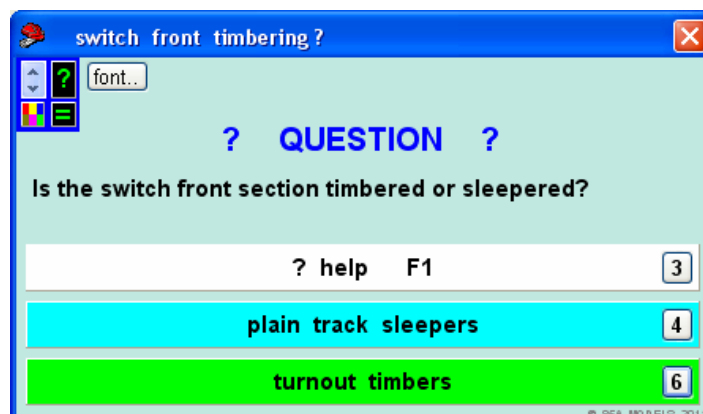 switch front timbering?
? font..
=
? QUESTION ?
Is the switch front section timbered or sleepered?
? help F1 3
plain track sleepers 4
turnout timbers 6